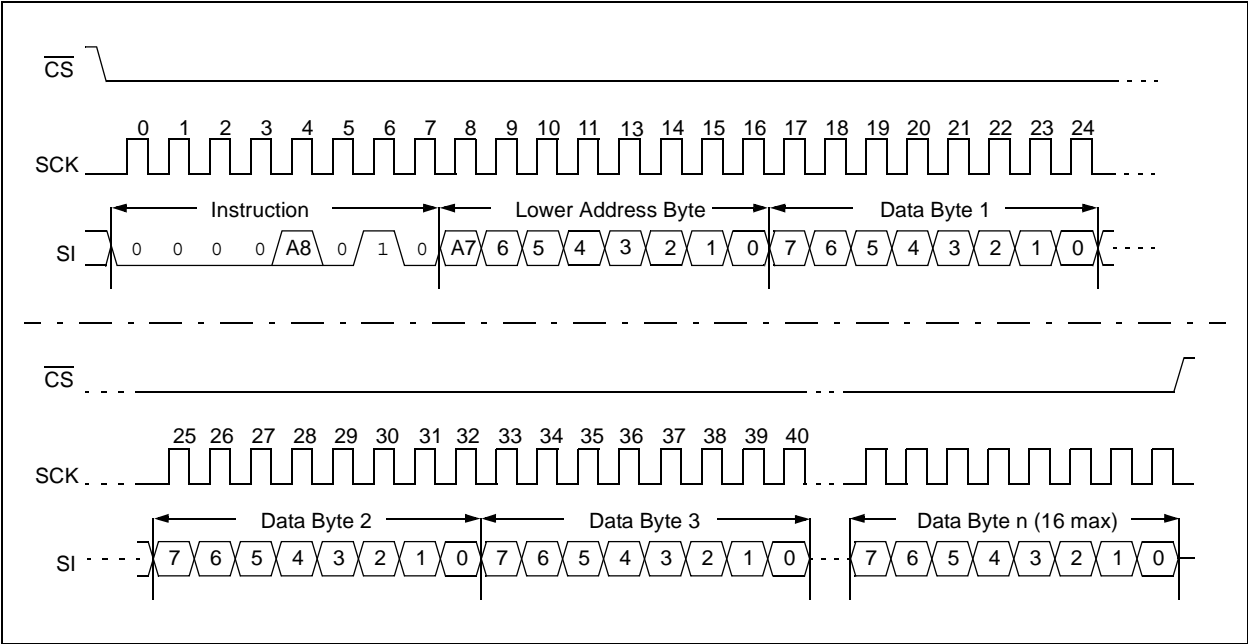 CS
0 1 2 3 4 5 6 7 8 9 10 11 13 14 15 16 17 18 19 20 21 22 23 24
SCK
Instruction Lower Address Byte Data Byte 1
SI 0 0 0 0 A8 0 1 0 A7 6 5 4 3 2 1 0 7 6 5 4 3 2 1 0
CS
25 26 27 28 29 30 31 32 33 34 35 36 37 38 39 40
SCK
Data Byte 2 Data Byte 3 Data Byte n (16 max)
SI 7 6 5 4 3 2 1 0 7 6 5 4 3 2 1 0 7 6 5 4 3 2 1 0